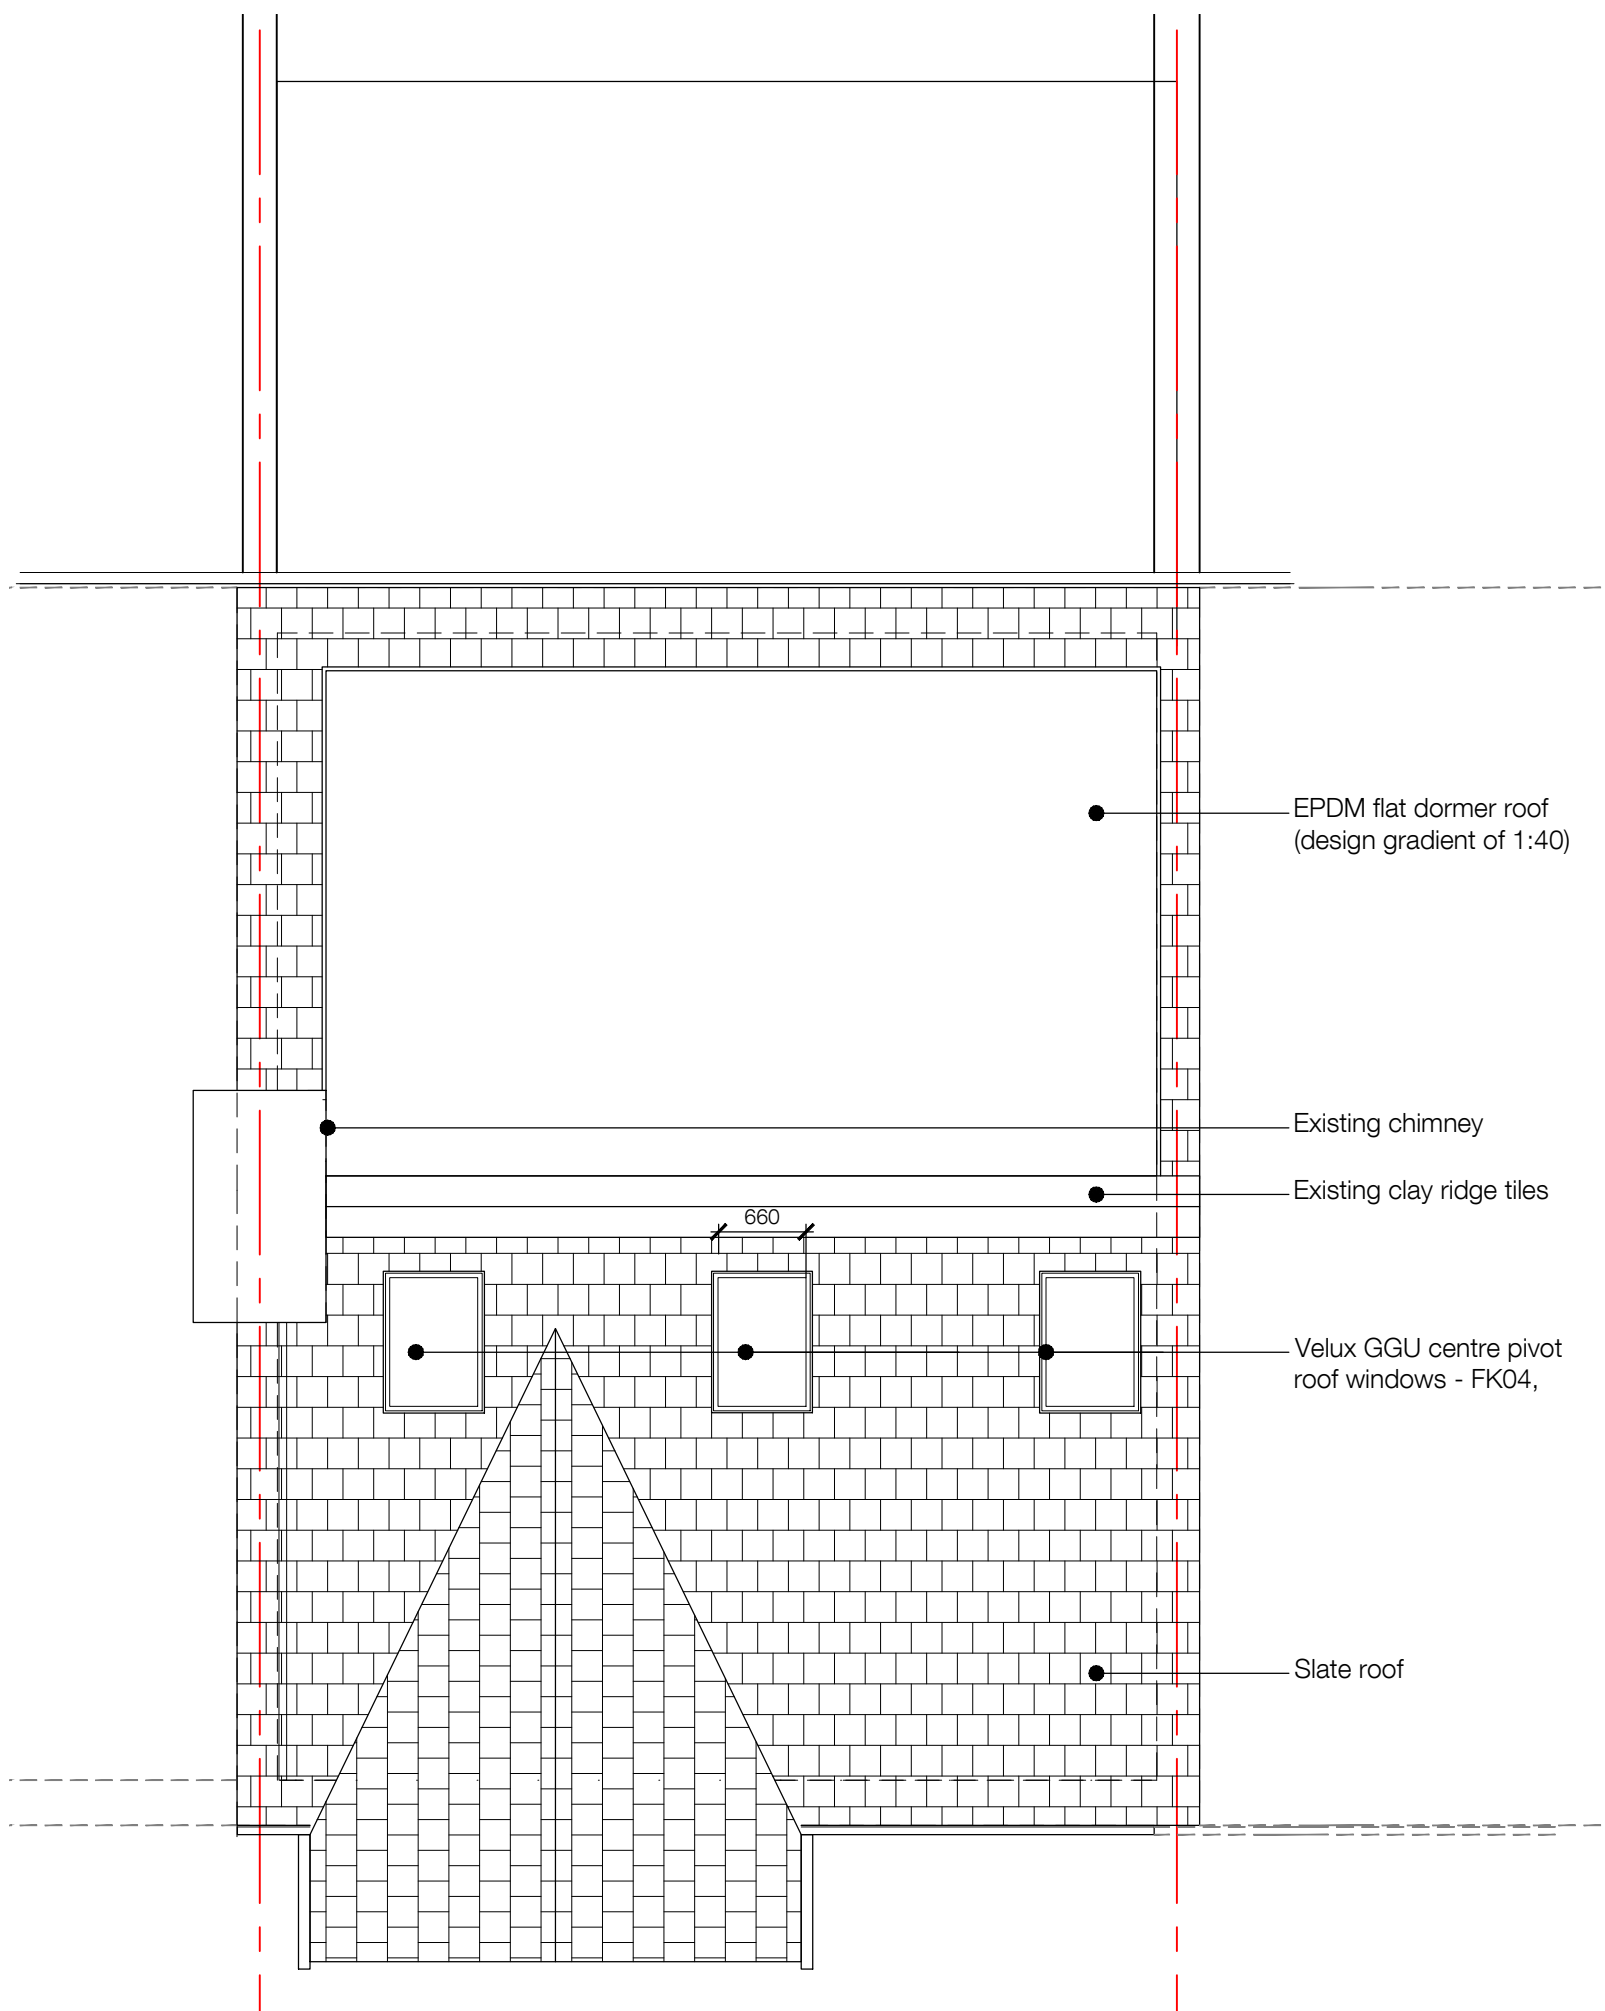 EPDM flat dormer roof
(design gradient of 1:40)
Existing chimney
Existing clay ridge tiles
660
Velux GGU centre pivot
roof windows - FK04,
Slate roof